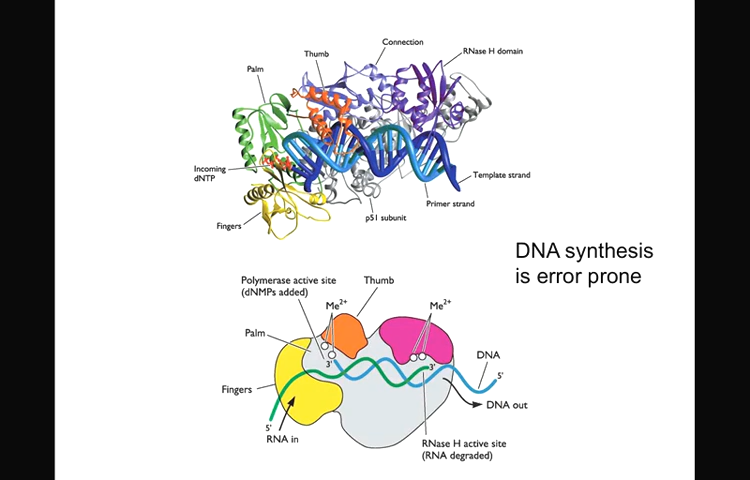 Connection
Thumb
RNase H domain
Palm
Incoming
dNTP
Template strand
Primer strand
p51 subunit
Fingers
DNA synthesis
is error prone
Polymerase active site
(dNMPs added)
Thumb
Me2+
Me2+
Palm
3'
3'
DNA
5'
Fingers
DNA out
5'
RNA in
RNase H active site
(RNA degraded)